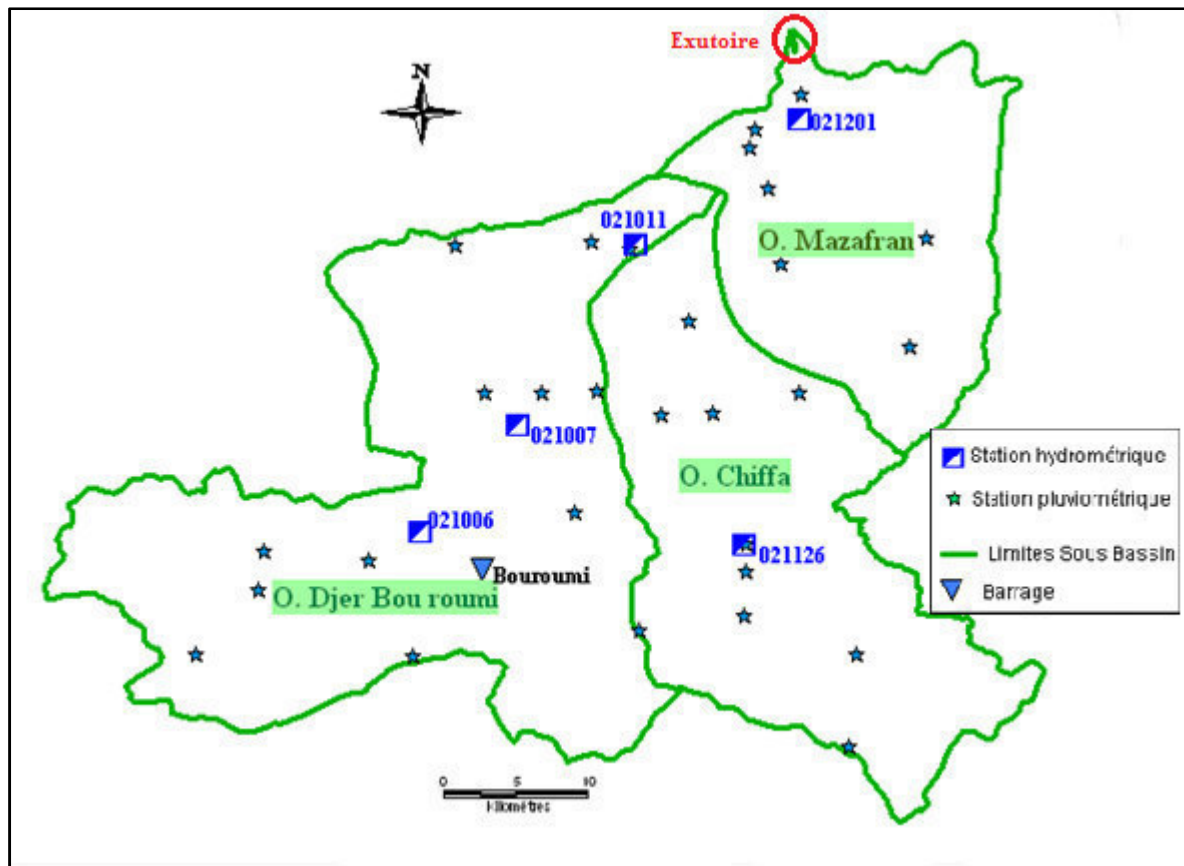 Exutoire
N
021201
021011
O. Mazafran
021007
O. Chiffa
Station hydrométrique
Station pluviométrique
Limites Sous Bassin
Barrage
021006
021126
Bouroumi
O. Djer Bou roumi
0 5 10
Kilométres